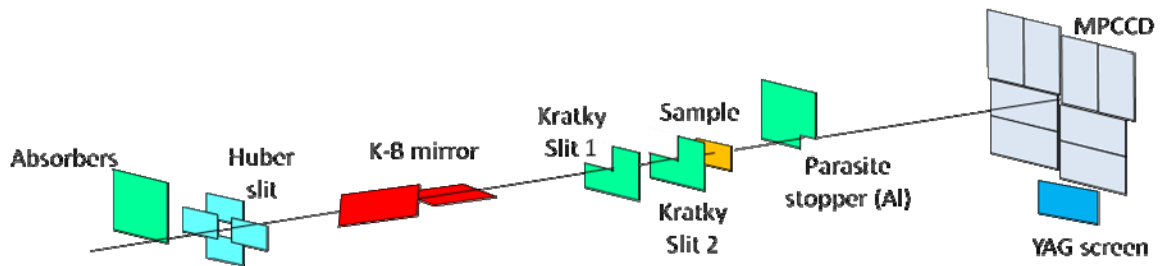 MPCCD
Kratky
Slit 1
Sample
Absorbers
Huber
slit
K-B mirror
Parasite
stopper (Al)
Kratky
Slit 2
YAG screen